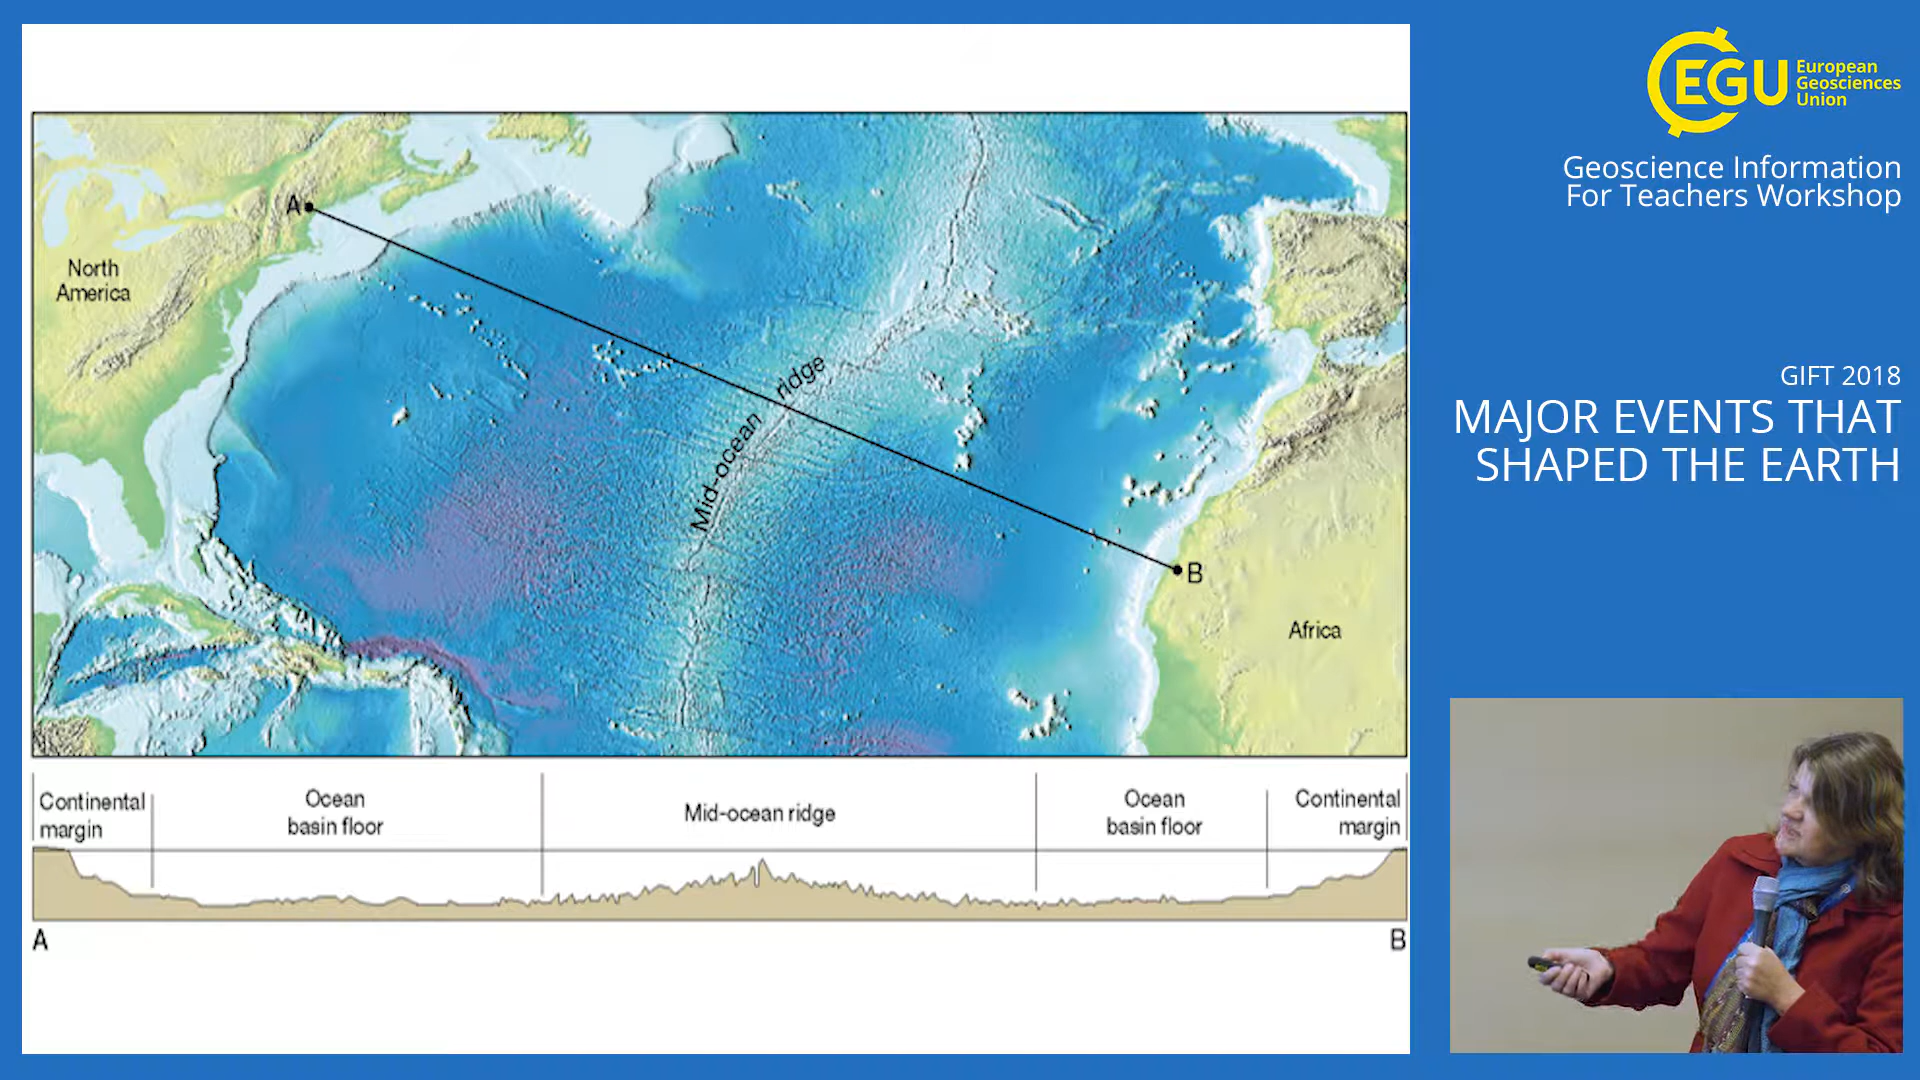 A
North
America
Mid-ocean ridge
B
Africa
Continental
margin
Ocean
basin floor
Mid-ocean ridge
Ocean
basin floor
Continental
margin
A
B
EGU
European
Geosciences
Union
Geoscience Information
For Teachers Workshop
GIFT 2018
MAJOR EVENTS THAT
SHAPED THE EARTH